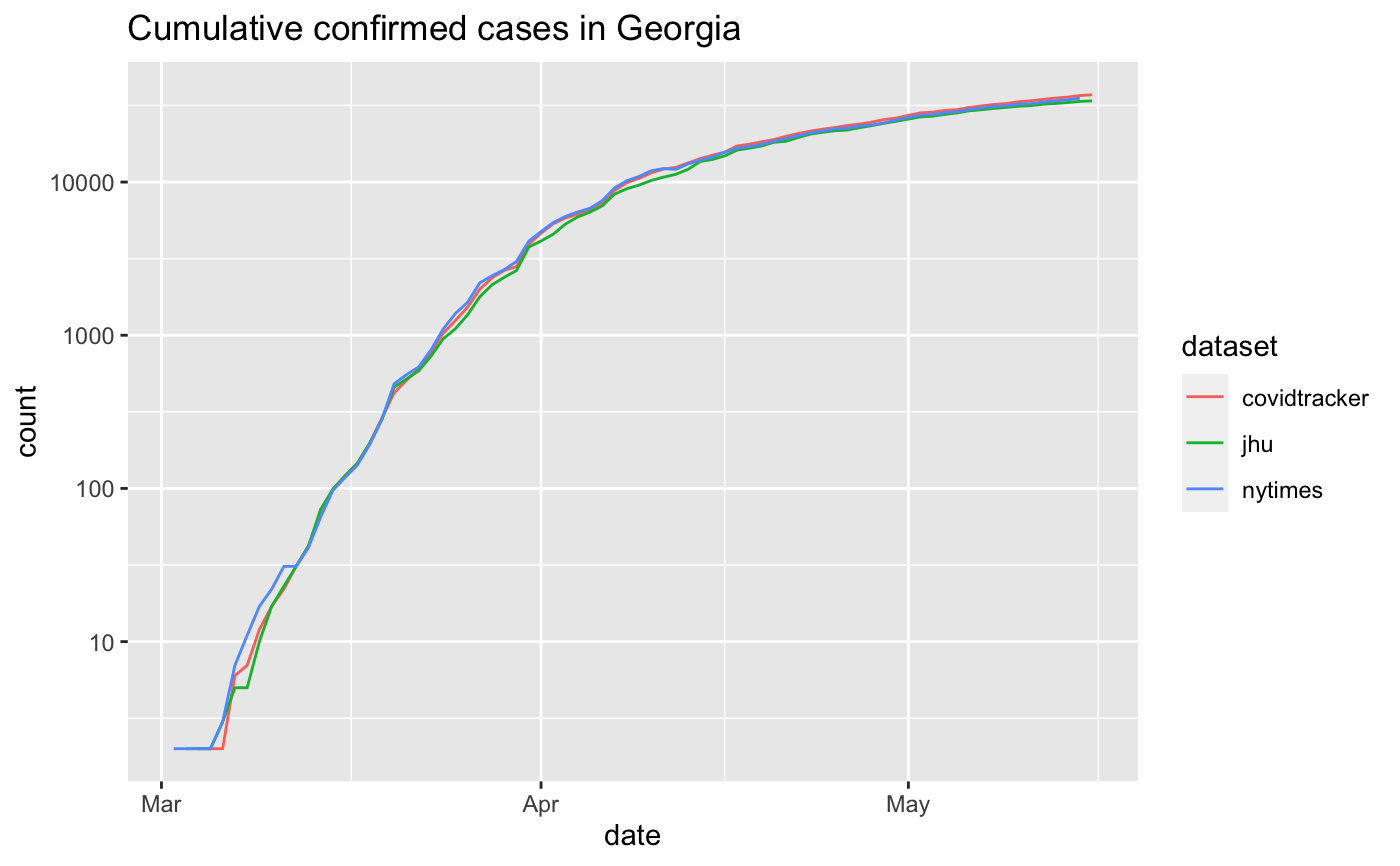 Cumulative confirmed cases in Georgia
10000
1000
100
10
count
Mar
Apr
May
date
dataset
covidtracker
jhu
nytimes